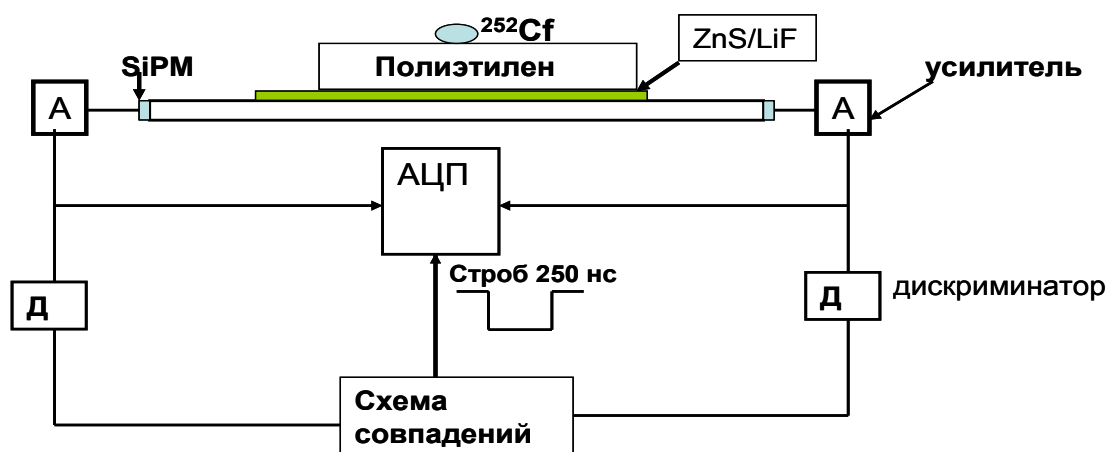 ²⁵²Cf
ZnS/LiF
SiPM
Полиэтилен
усилитель
А
А
АЦП
Строб 250 нс
Д
Д
дискриминатор
Схема
совпадений